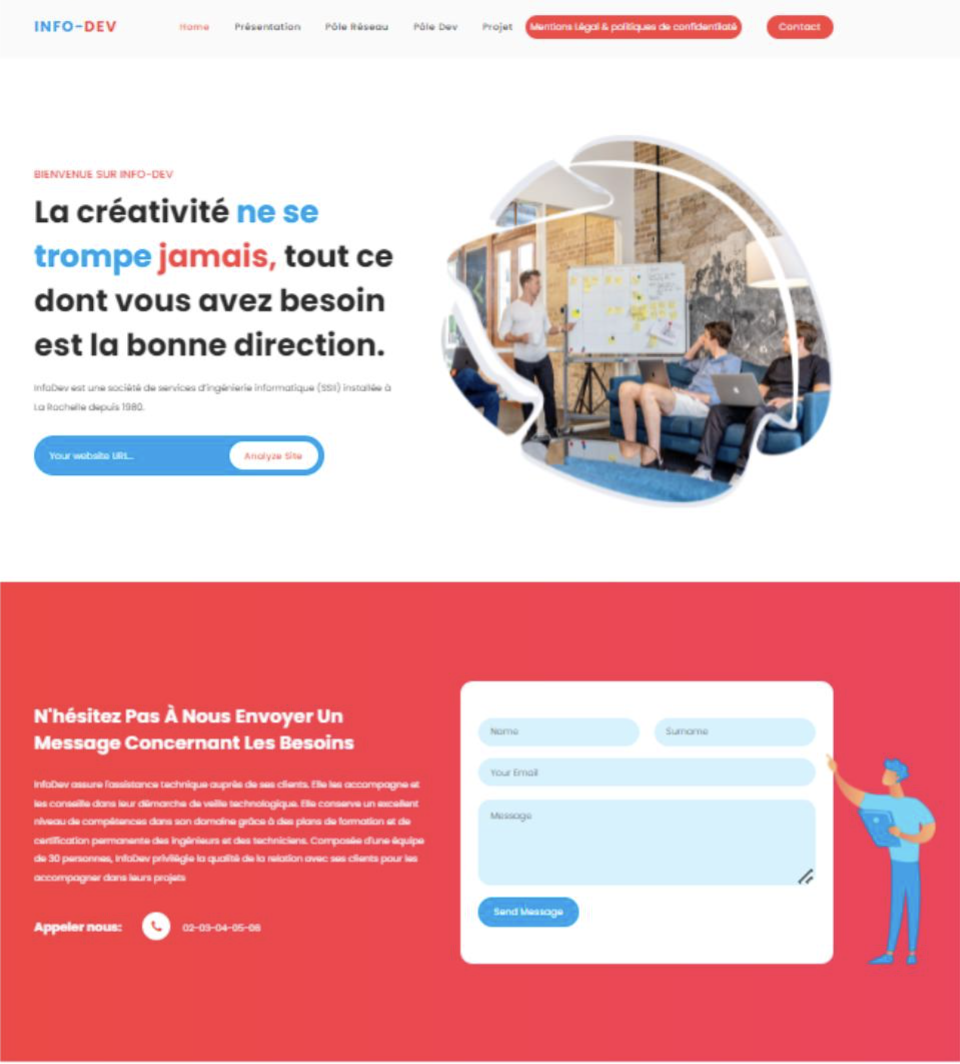 INFO-DEV
Home Présentation Pôle Réseau Pôle Dev Projet Mentions Légal & politiques de confidentlaté Contact
BIENVENUE SUR INFO-DEV
La créativité ne se
trompe jamais, tout ce
dont vous avez besoin
est la bonne direction.
InfoDev est une société de services d'ingénierie informatique (SSII) installée à
La Rochelle depuis 1980.
Your website URL... Analyze Site
N'hésitez Pas À Nous Envoyer Un
Message Concernant Les Besoins
InfoDev assure l'assistance technique auprès de ses clients. Elle les accompagne et
les conseille dans leur démarche de veille technologique. Elle conserve un excellent
niveau de compétences dans son domaine grâce à des plans de formation et de
certification permanente des ingénieurs et des techniciens. Composée d'une équipe
de 30 personnes, InfoDev privilégie la qualité de la relation avec ses clients pour les
accompagner dans leurs projets
Appeler nous: 02-03-04-05-08
Name Surname
Your Email
Message
Send Message